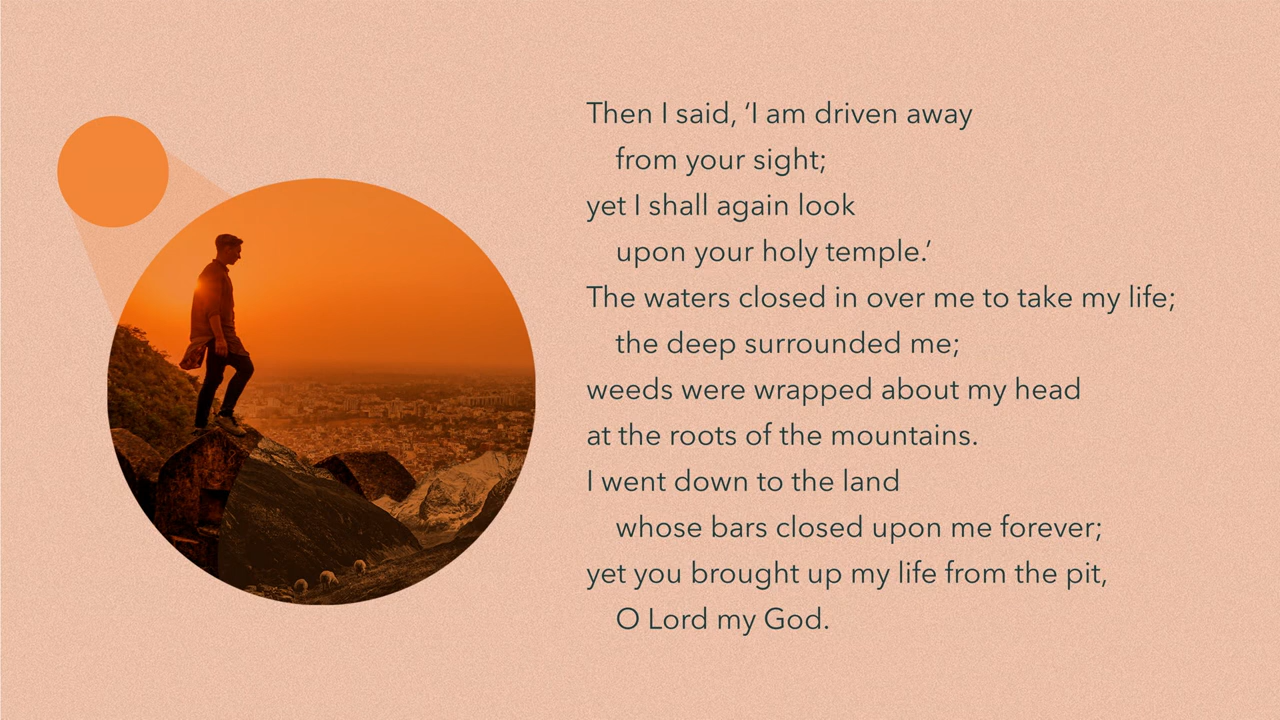 Then I said, ‘I am driven away
from your sight;
yet I shall again look
upon your holy temple.’
The waters closed in over me to take my life;
the deep surrounded me;
weeds were wrapped about my head
at the roots of the mountains.
I went down to the land
whose bars closed upon me forever;
yet you brought up my life from the pit,
O Lord my God.